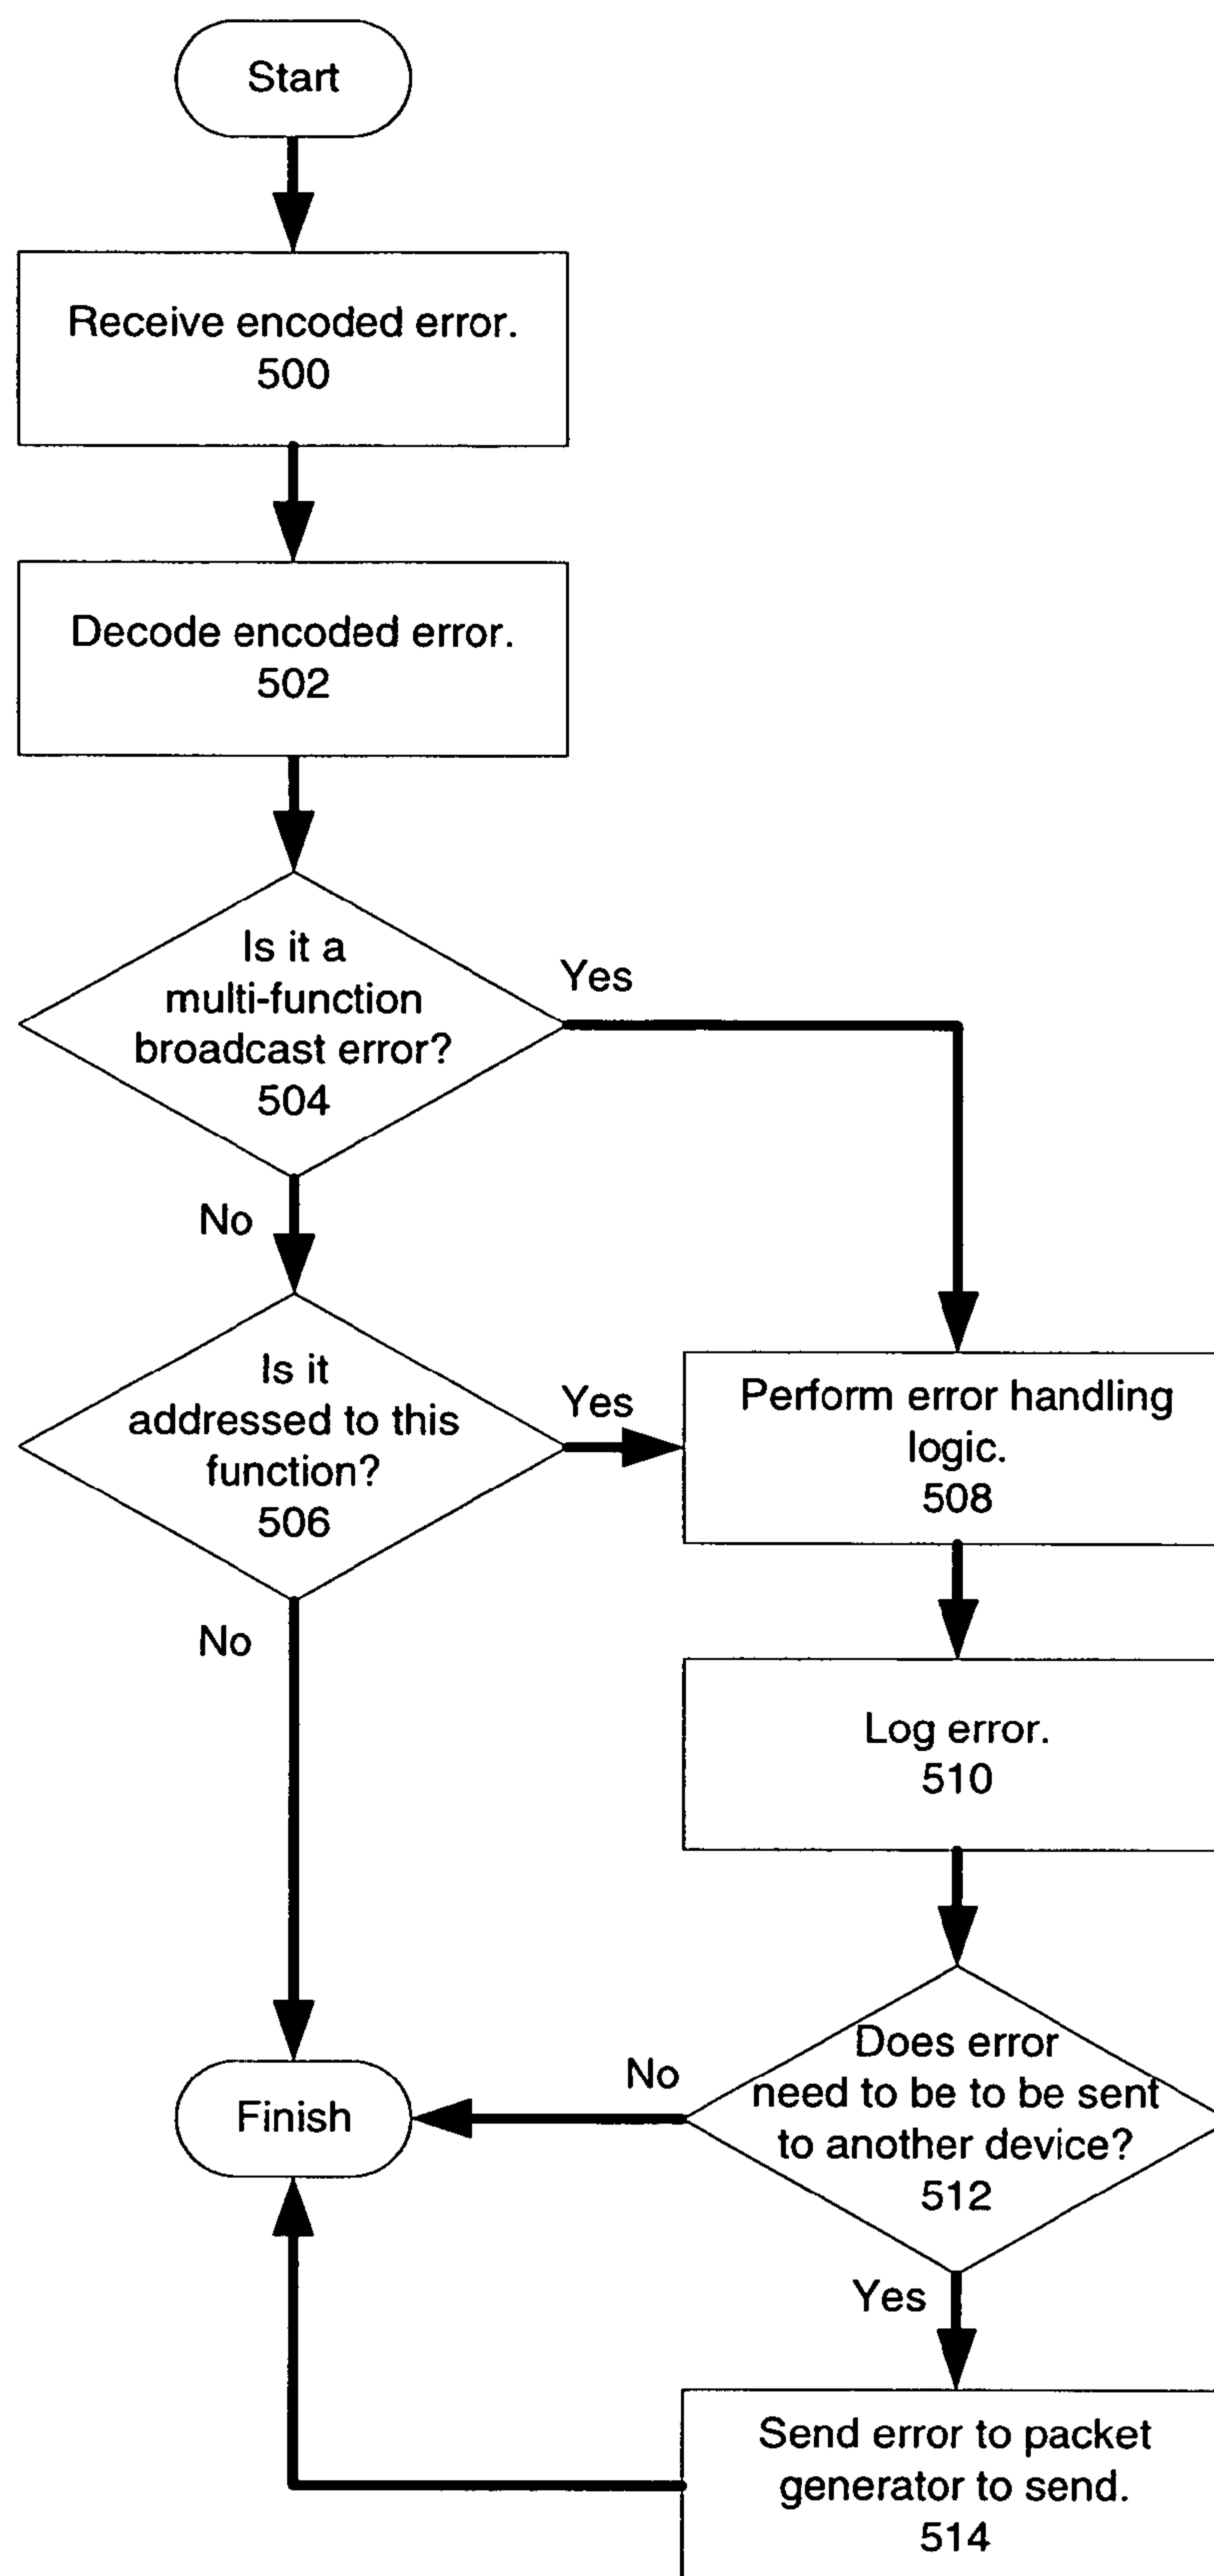 Start
Receive encoded error.
500
Decode encoded error.
502
Is it a
multi-function
broadcast error?
504
Yes
No
Is it
addressed to this
function?
506
Yes
No
Perform error handling
logic.
508
Log error.
510
Does error
need to be to be sent
to another device?
512
No
Yes
Finish
Send error to packet
generator to send.
514